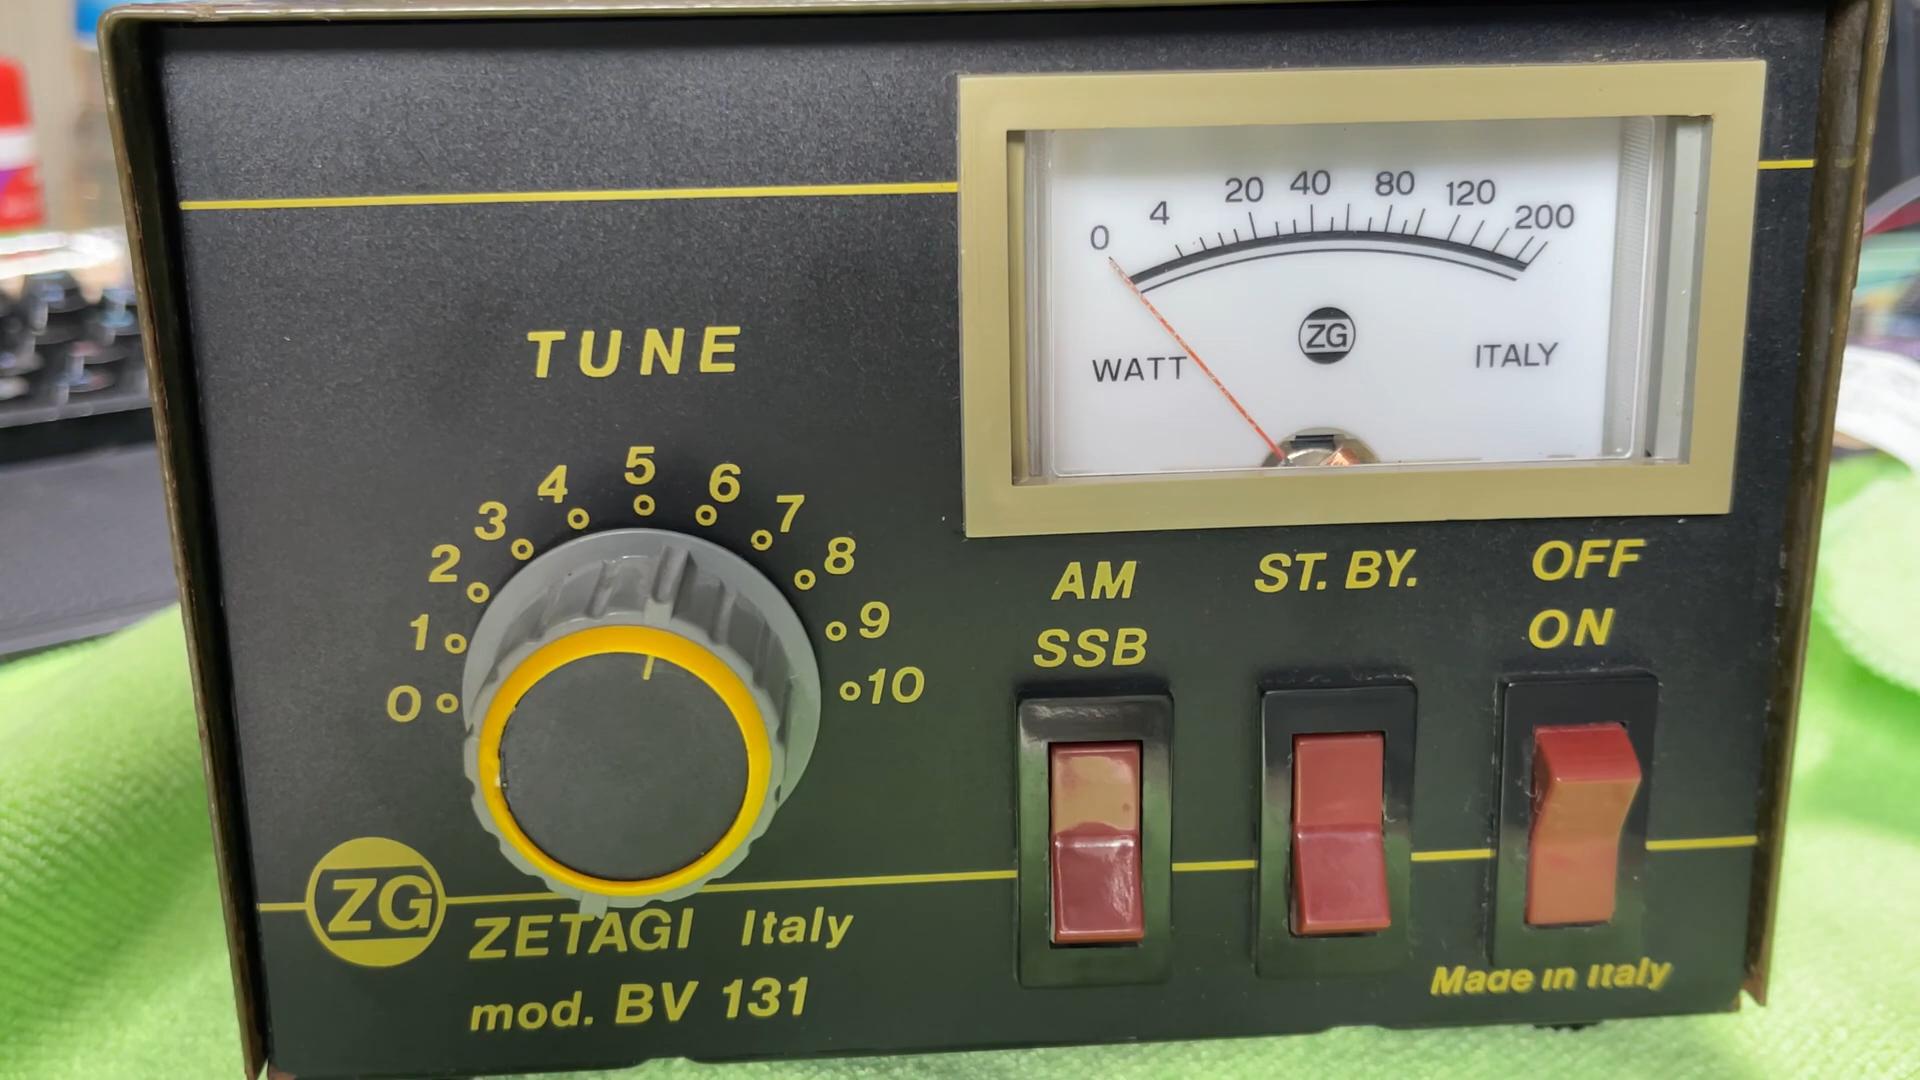 0 4 20 40 80 120 200
ZG
WATT ITALY
TUNE
0 1 2 3 4 5 6 7 8 9 10
AM
SSB
ST. BY.
OFF
ON
ZG
ZETAGI Italy
mod. BV 131
Made in Italy